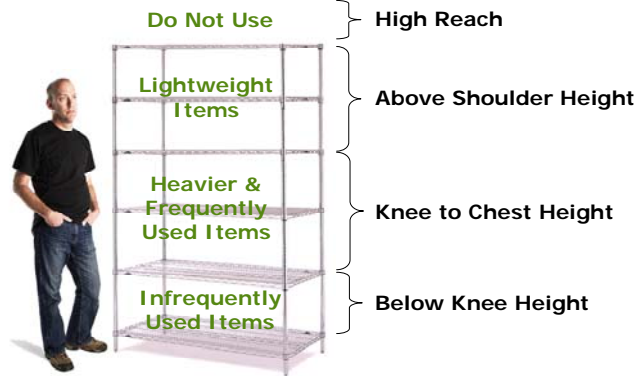 Do Not Use
High Reach
Lightweight
Items
Above Shoulder Height
Heavier &
Frequently
Used Items
Knee to Chest Height
Infrequently
Used Items
Below Knee Height